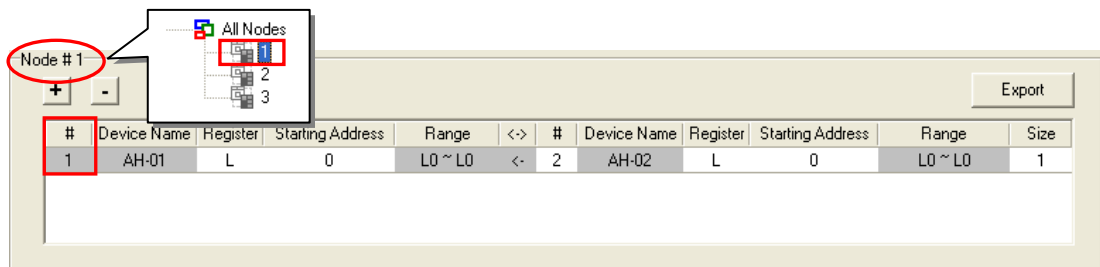 All Nodes
1
2
3
Node # 1
+ - Export
# Device Name Register Starting Address Range <-> # Device Name Register Starting Address Range Size
1 AH-01 L 0 L0 ~ L0 <- 2 AH-02 L 0 L0 ~ L0 1